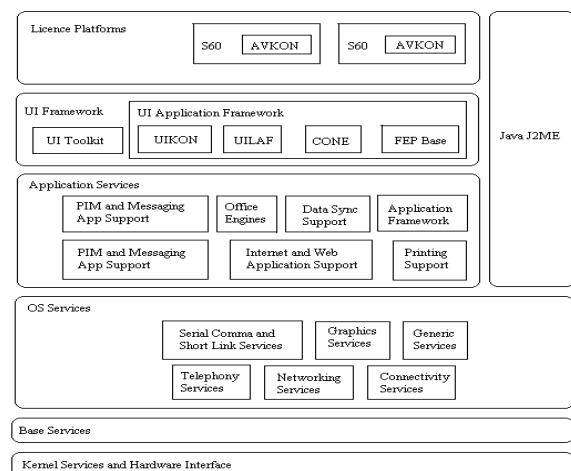 Licence Platforms
S60 AVKON
S60 AVKON
UI Framework
UI Application Framework
UI Toolkit
UIKON
UILAF
CONE
FEP Base
Java J2ME
Application Services
PIM and Messaging
App Support
Office
Engines
Data Sync
Support
Application
Framework
PIM and Messaging
App Support
Internet and Web
Application Support
Printing
Support
OS Services
Serial Comma and
Short Link Services
Graphics
Services
Generic
Services
Telephony
Services
Networking
Services
Connectivity
Services
Base Services
Kernel Services and Hardware Interface